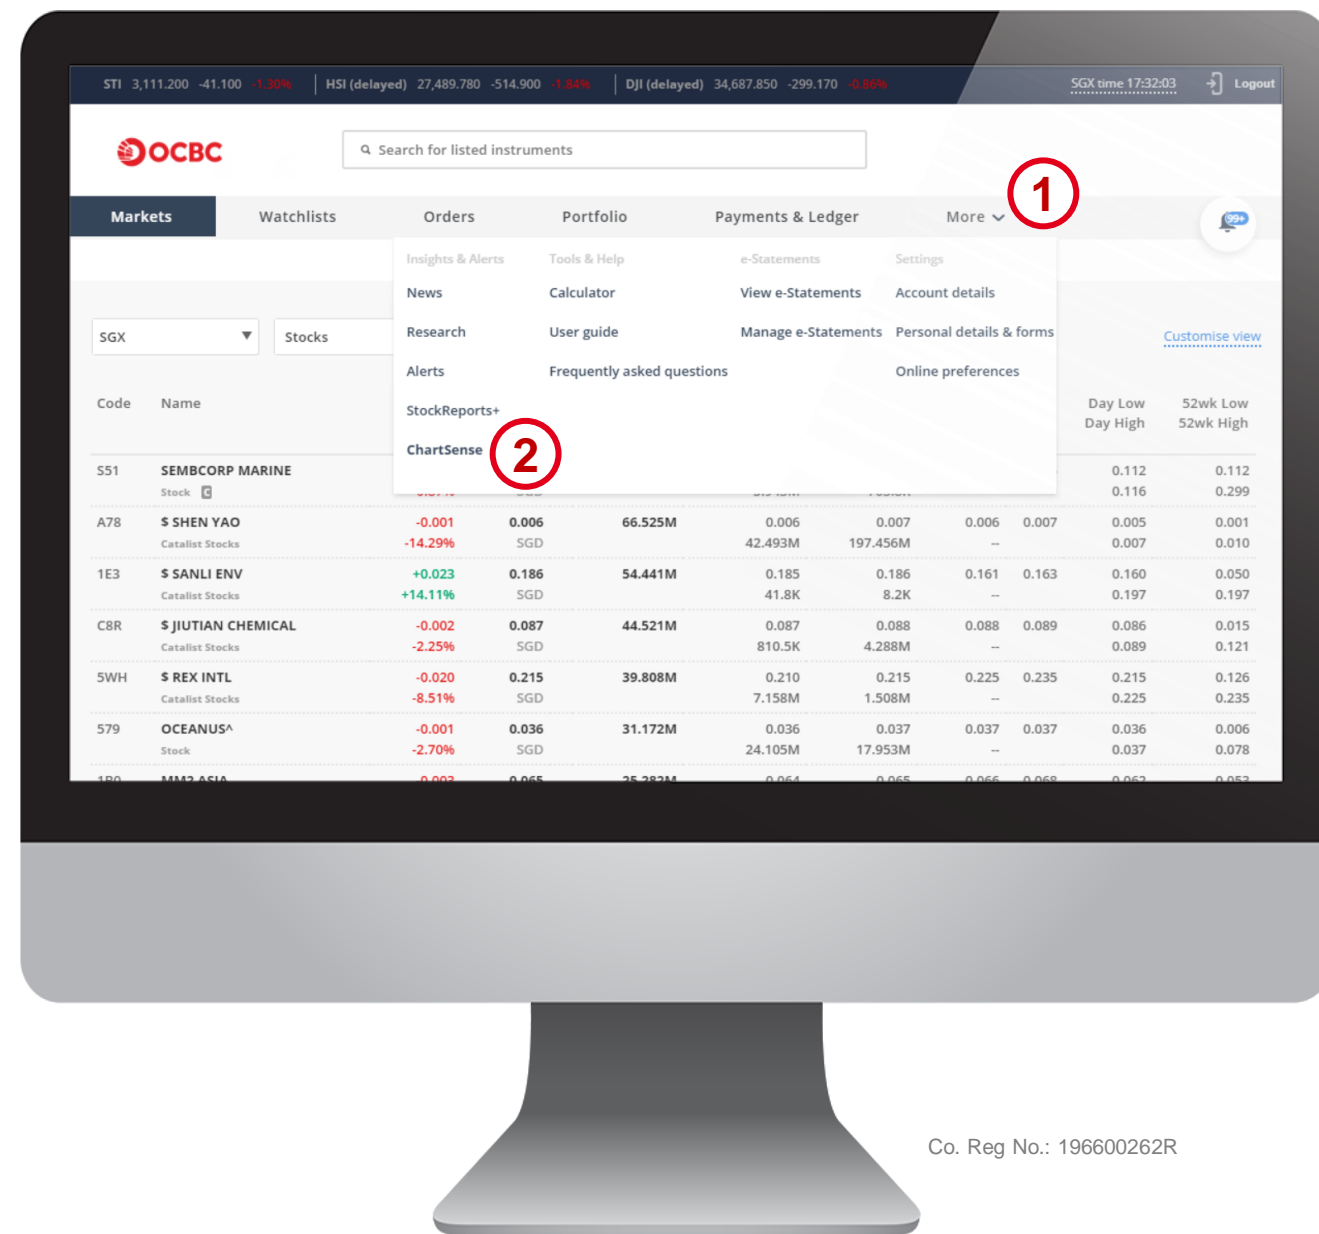 STI 3,111.200 -41.100 -1.30% HSI (delayed) 27,489.780 -514.900 -1.84% DJI (delayed) 34,687.850 -299.170 -0.86% SGX time 17:32:03 Logout
OCBC Search for listed instruments
1
Markets Watchlists Orders Portfolio Payments & Ledger More 99+
Insights & Alerts Tools & Help e-Statements Settings
News Calculator View e-Statements Account details
Research User guide Manage e-Statements Personal details & forms
SGX Stocks Customise view
Alerts Frequently asked questions Online preferences
Code Name Day Low 52wk Low
StockReports+
Day High 52wk High
ChartSense 2
S51 SEMBCORP MARINE 0.112 0.112
Stock C 0.116 0.299
A78 $ SHEN YAO -0.001 0.006 66.525M 0.006 0.007 0.006 0.007 0.005 0.001
Catalist Stocks -14.29% SGD 42.493M 197.456M -- 0.007 0.010
1E3 $ SANLI ENV +0.023 0.186 54.441M 0.185 0.186 0.161 0.163 0.160 0.050
Catalist Stocks +14.11% SGD 41.8K 8.2K -- 0.197 0.197
C8R $ JIUTIAN CHEMICAL -0.002 0.087 44.521M 0.087 0.088 0.088 0.089 0.086 0.015
Catalist Stocks -2.25% SGD 810.5K 4.288M -- 0.089 0.121
5WH $ REX INTL -0.020 0.215 39.808M 0.210 0.215 0.225 0.235 0.215 0.126
Catalist Stocks -8.51% SGD 7.158M 1.508M -- 0.225 0.235
579 OCEANUS^ -0.001 0.036 31.172M 0.036 0.037 0.037 0.037 0.036 0.006
Stock -2.70% SGD 24.105M 17.953M -- 0.037 0.078
MM2 ASIA
Co. Reg No.: 196600262R